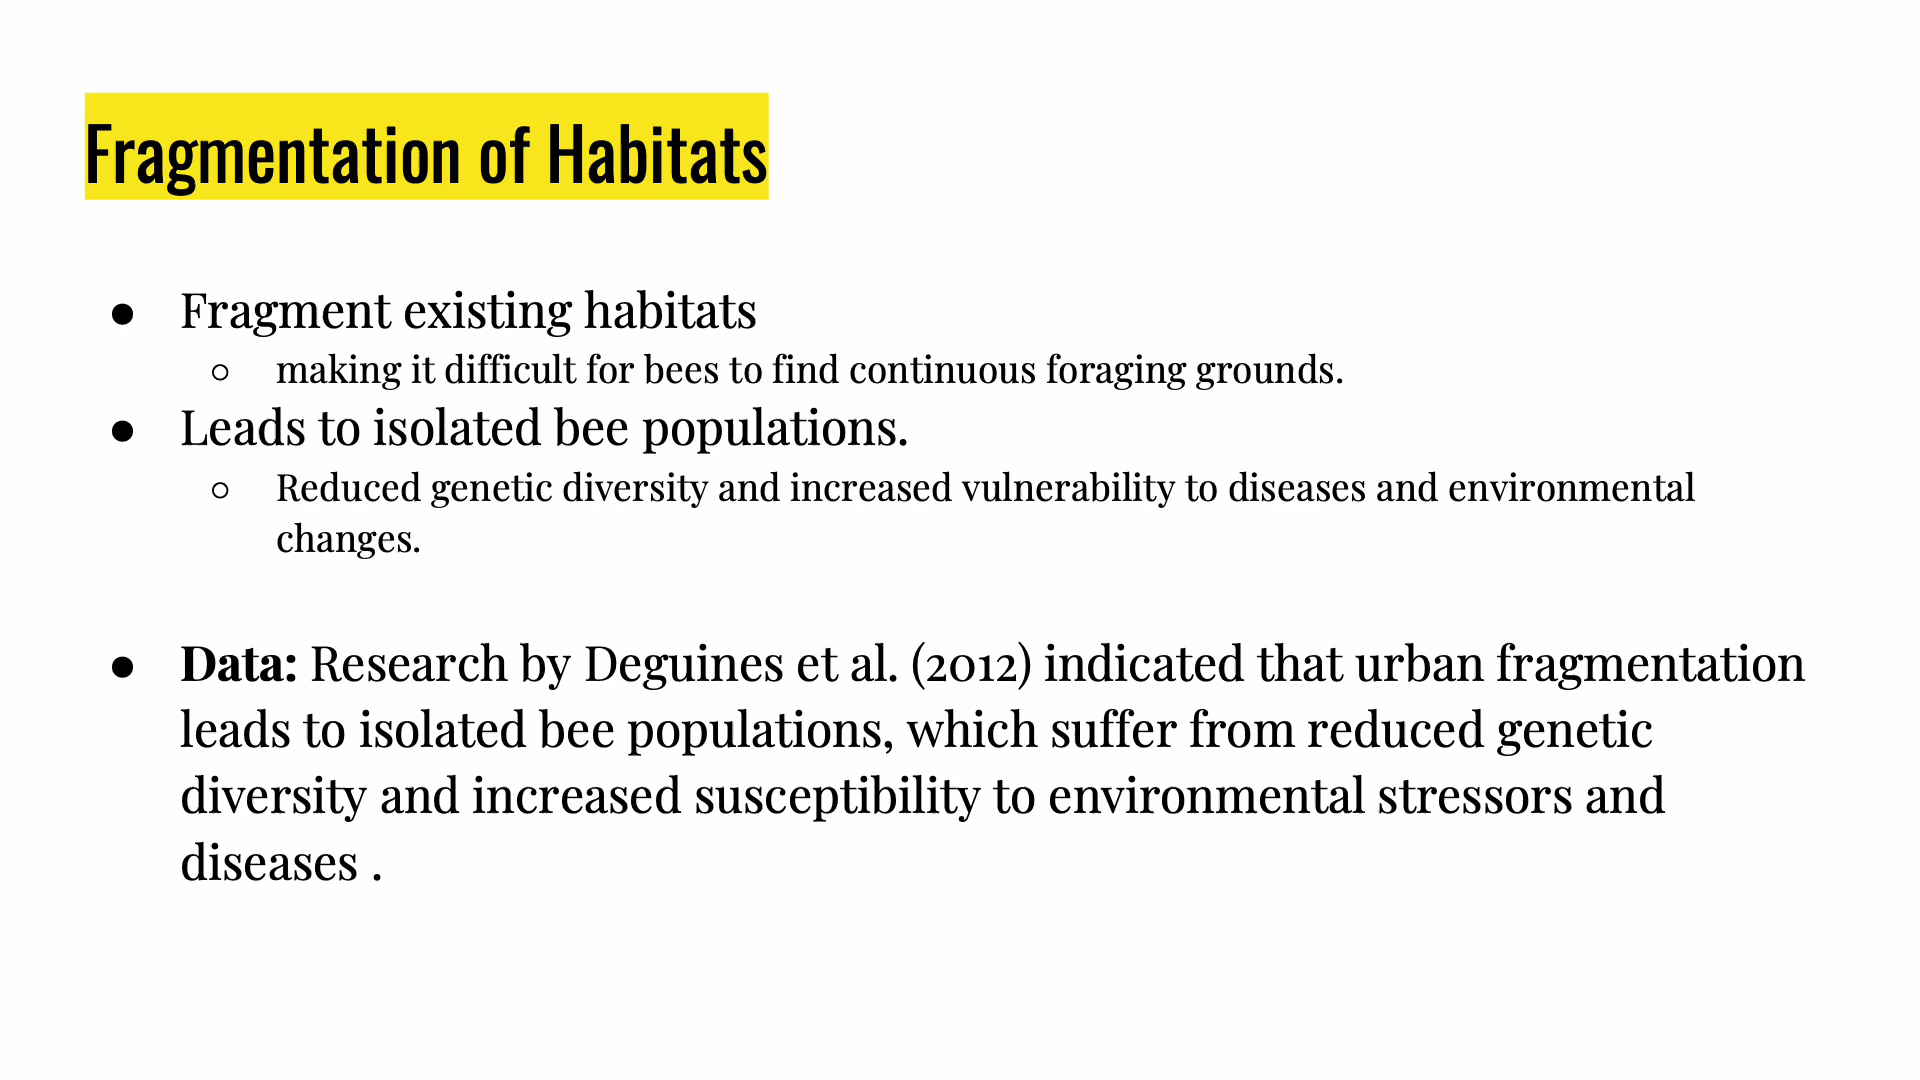 Fragmentation of Habitats
● Fragment existing habitats
○ making it difficult for bees to find continuous foraging grounds.
● Leads to isolated bee populations.
○ Reduced genetic diversity and increased vulnerability to diseases and environmental
changes.
● Data: Research by Deguines et al. (2012) indicated that urban fragmentation
leads to isolated bee populations, which suffer from reduced genetic
diversity and increased susceptibility to environmental stressors and
diseases .